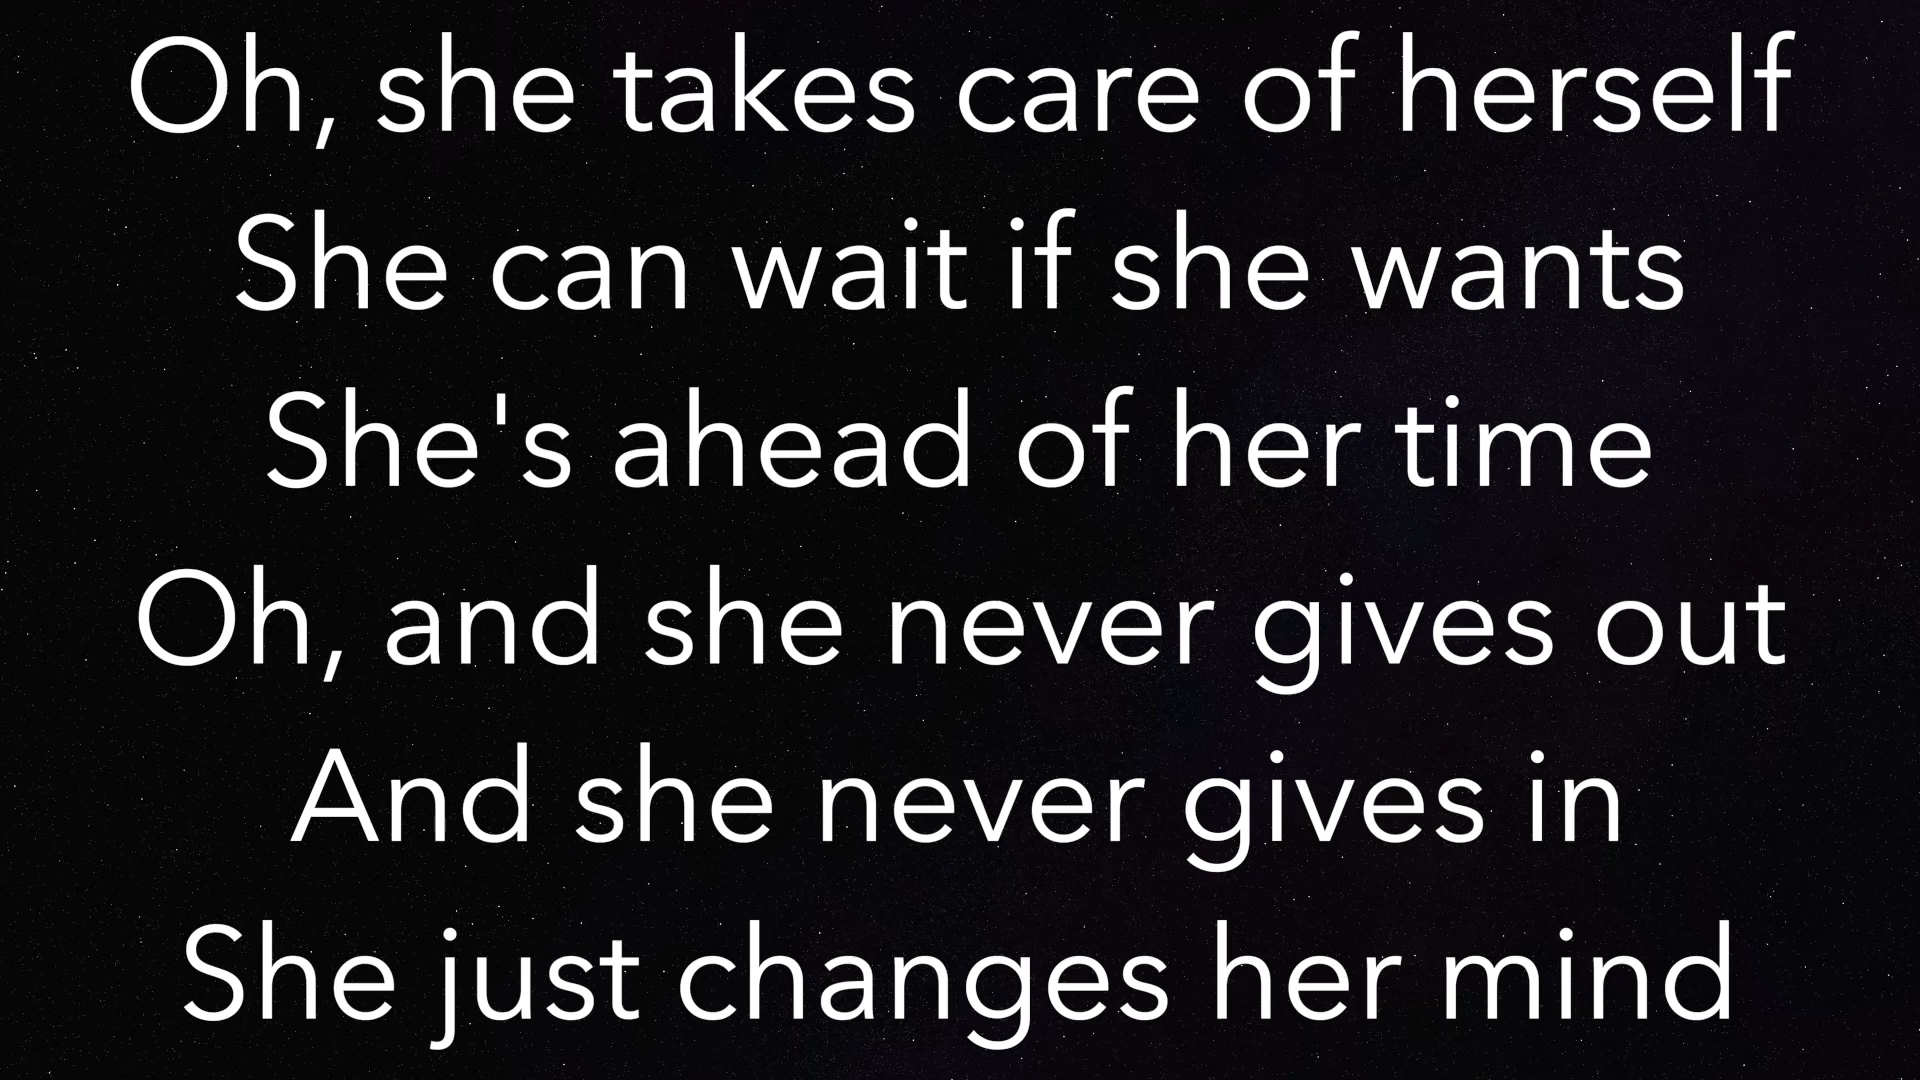 Oh, she takes care of herself
She can wait if she wants
She's ahead of her time
Oh, and she never gives out
And she never gives in
She just changes her mind